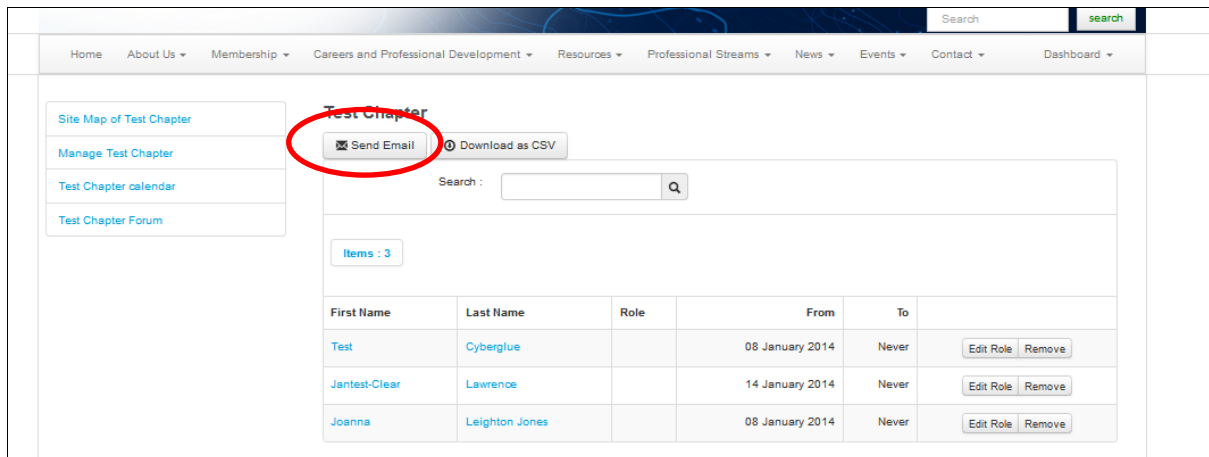 Search search
Home About Us Membership Careers and Professional Development Resources Professional Streams News Events Contact Dashboard
Site Map of Test Chapter
Manage Test Chapter
Test Chapter calendar
Test Chapter Forum
Test Chapter
Send Email Download as CSV
Search :
Items : 3
First Name Last Name Role From To
Test Cyberglue 08 January 2014 Never Edit Role Remove
Jantest-Clear Lawrence 14 January 2014 Never Edit Role Remove
Joanna Leighton Jones 08 January 2014 Never Edit Role Remove